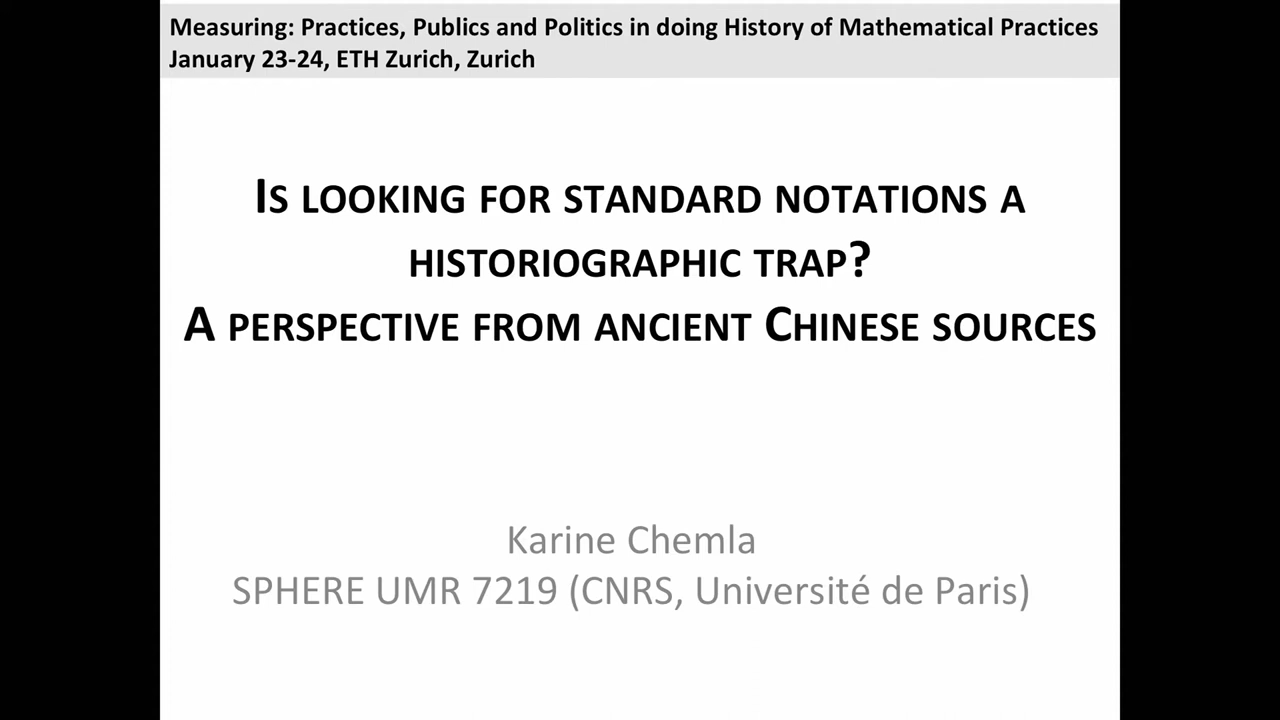 Measuring: Practices, Publics and Politics in doing History of Mathematical Practices
January 23-24, ETH Zurich, Zurich
IS LOOKING FOR STANDARD NOTATIONS A
HISTORIOGRAPHIC TRAP?
A PERSPECTIVE FROM ANCIENT CHINESE SOURCES
Karine Chemla
SPHERE UMR 7219 (CNRS, Université de Paris)